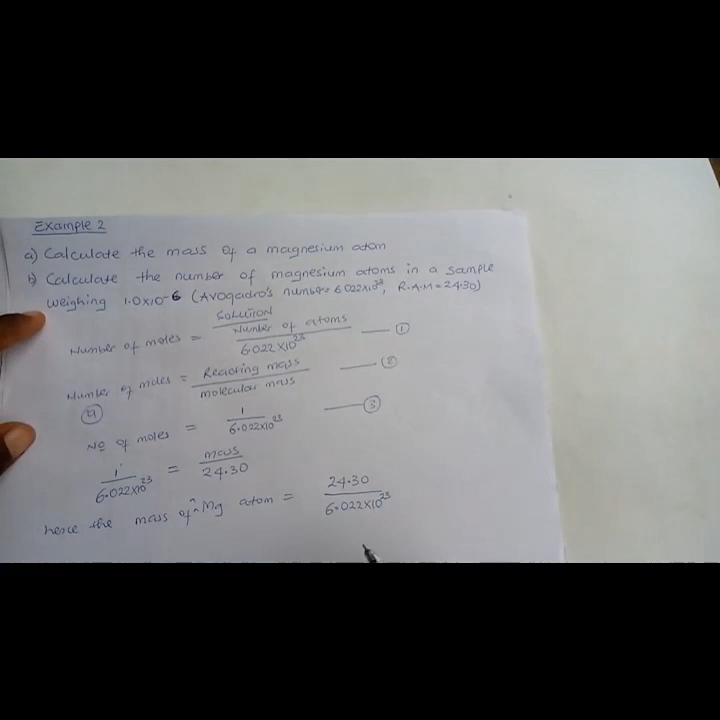 Example 2
a) Calculate the mass of a magnesium atom
b) Calculate the number of magnesium atoms in a sample
weighing 1.0x10-6 (Avogadro's number= 6.022x10²³, R.A.M = 24.30)
Solution
Number of moles = Number of atoms / 6.022 x10²³ — ①
Number of moles = Reacting mass / molecular mass — ②
a)
No of moles = 1 / 6.022x10²³ — ③
1 / 6.022x10²³ = mass / 24.30
hence the mass of Mg atom = 24.30 / 6.022x10²³